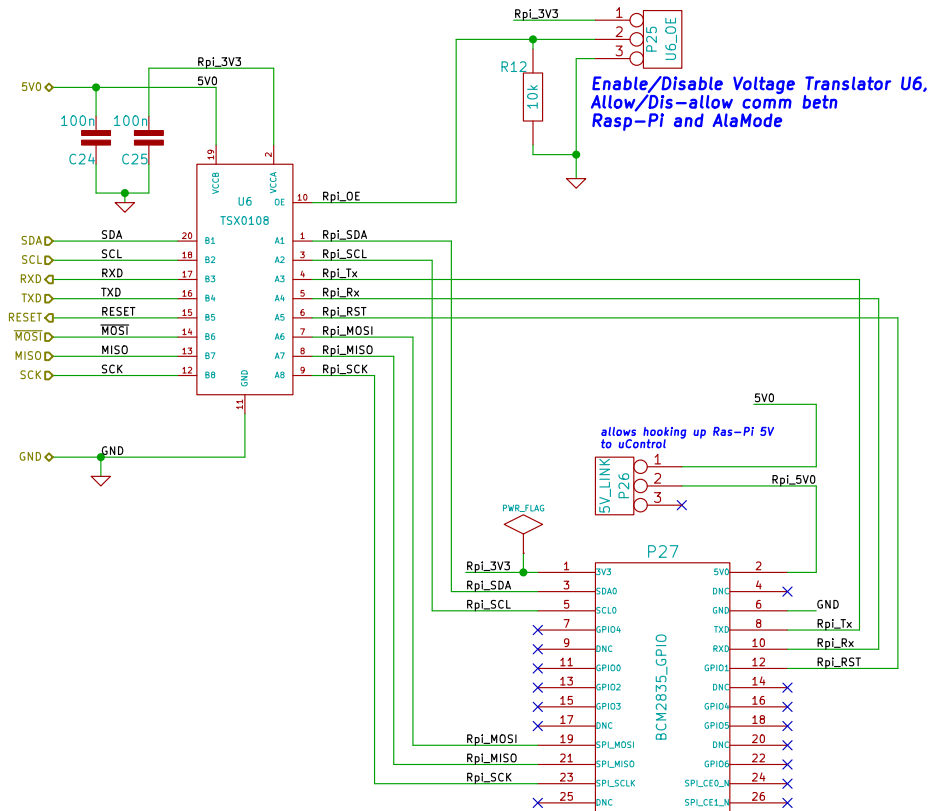 Rpi_3V3
1
2
3
P25
U6_OE
R12
10k
Enable/Disable Voltage Translator U6,
Allow/Dis-allow comm betn
Rasp-Pi and AlaMode
Rpi_3V3
5V0
5V0
100n
100n
C24
C25
19
2
VCCB
VCCA
U6
TSX0108
OE
10
Rpi_OE
SDA
SDA
20
B1
A1
1
Rpi_SDA
SCL
SCL
18
B2
A2
3
Rpi_SCL
RXD
RXD
17
B3
A3
4
Rpi_Tx
TXD
TXD
16
B4
A4
5
Rpi_Rx
RESET
RESET
15
B5
A5
6
Rpi_RST
MOSI
MOSI
14
B6
A6
7
Rpi_MOSI
MISO
MISO
13
B7
A7
8
Rpi_MISO
SCK
SCK
12
B8
A8
9
Rpi_SCK
GND
11
GND
GND
5V0
allows hooking up Ras-Pi 5V
to uControl
5V_LINK
P26
1
2
3
Rpi_5V0
PWR_FLAG
P27
BCM2835_GPIO
Rpi_3V3
1
3V3
5V0
2
Rpi_SDA
3
SDA0
DNC
4
Rpi_SCL
5
SCL0
GND
6
GND
7
GPIO4
TXD
8
Rpi_Tx
9
DNC
RXD
10
Rpi_Rx
11
GPIO0
GPIO1
12
Rpi_RST
13
GPIO2
DNC
14
15
GPIO3
GPIO4
16
17
DNC
GPIO5
18
Rpi_MOSI
19
SPI_MOSI
DNC
20
Rpi_MISO
21
SPI_MISO
GPIO6
22
Rpi_SCK
23
SPI_SCLK
SPI_CE0_N
24
25
DNC
SPI_CE1_N
26